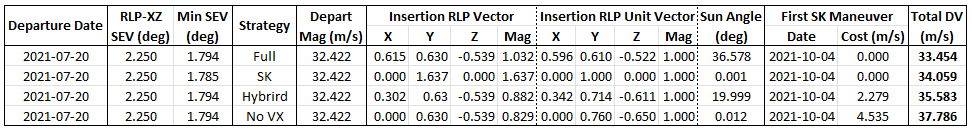 Departure Date RLP-XZ SEV (deg) Min SEV (deg) Strategy Depart Mag (m/s) Insertion RLP Vector Insertion RLP Unit Vector Sun Angle (deg) First SK Maneuver Total DV (m/s)
X Y Z Mag X Y Z Mag Date Cost (m/s)
2021-07-20 2.250 1.794 Full 32.422 0.615 0.630 -0.539 1.032 0.596 0.610 -0.522 1.000 36.578 2021-10-04 0.000 33.454
2021-07-20 2.250 1.785 SK 32.422 0.000 1.637 0.000 1.637 0.000 1.000 0.000 1.000 0.001 2021-10-04 0.000 34.059
2021-07-20 2.250 1.794 Hybrird 32.422 0.302 0.63 -0.539 0.882 0.342 0.714 -0.611 1.000 19.999 2021-10-04 2.279 35.583
2021-07-20 2.250 1.794 No VX 32.422 0.000 0.630 -0.539 0.829 0.000 0.760 -0.650 1.000 0.012 2021-10-04 4.535 37.786